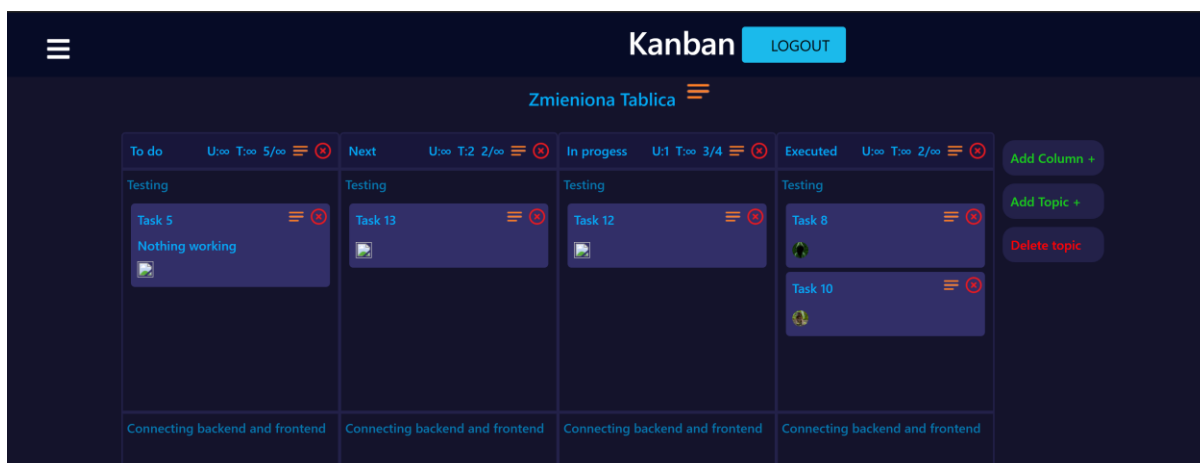 Kanban LOGOUT
Zmieniona Tablica
To do U:∞ T:∞ 5/∞
Next U:∞ T:2 2/∞
In progess U:1 T:∞ 3/4
Executed U:∞ T:∞ 2/∞
Add Column +
Add Topic +
Delete topic
Testing
Task 5
Nothing working
Testing
Task 13
Testing
Task 12
Testing
Task 8
Task 10
Connecting backend and frontend
Connecting backend and frontend
Connecting backend and frontend
Connecting backend and frontend